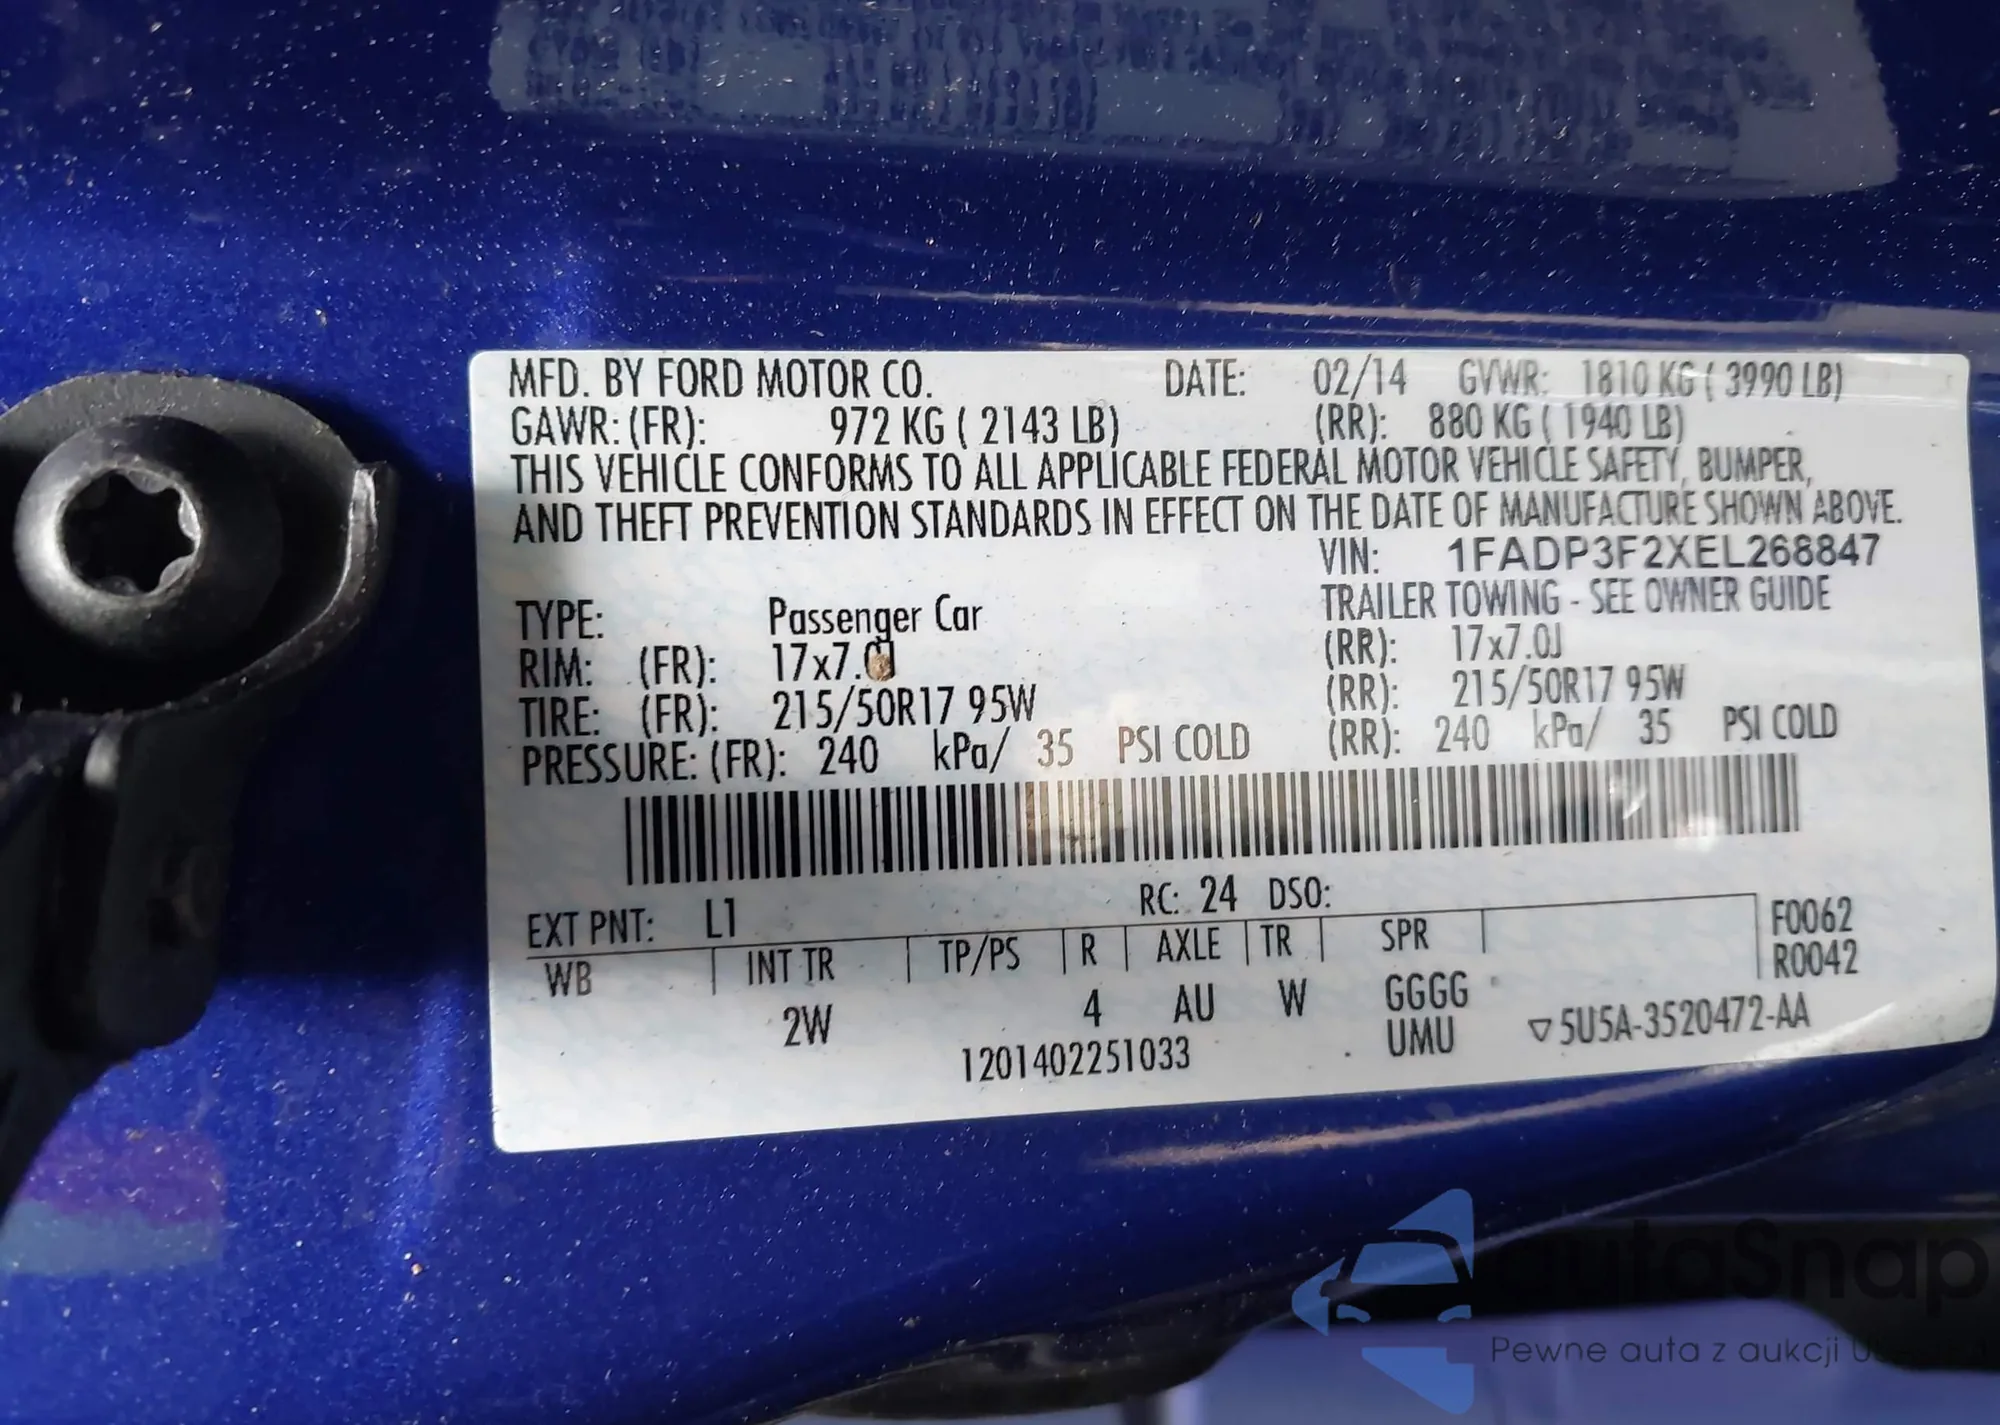 MFD. BY FORD MOTOR CO. DATE: 02/14 GVWR: 1810 KG ( 3990 LB)
GAWR: (FR): 972 KG ( 2143 LB) (RR): 880 KG ( 1940 LB)
THIS VEHICLE CONFORMS TO ALL APPLICABLE FEDERAL MOTOR VEHICLE SAFETY, BUMPER,
AND THEFT PREVENTION STANDARDS IN EFFECT ON THE DATE OF MANUFACTURE SHOWN ABOVE.
VIN: 1FADP3F2XEL268847
TYPE: Passenger Car TRAILER TOWING - SEE OWNER GUIDE
RIM: (FR): 17x7.0J (RR): 17x7.0J
TIRE: (FR): 215/50R17 95W (RR): 215/50R17 95W
PRESSURE: (FR): 240 kPa/ 35 PSI COLD (RR): 240 kPa/ 35 PSI COLD
EXT PNT: L1 RC: 24 DSO: F0062
WB INT TR TP/PS R AXLE TR SPR R0042
2W 4 AU W GGGG
1201402251033 UMU ▽5U5A-3520472-AA
autoSnap
Pewne auta z aukcji